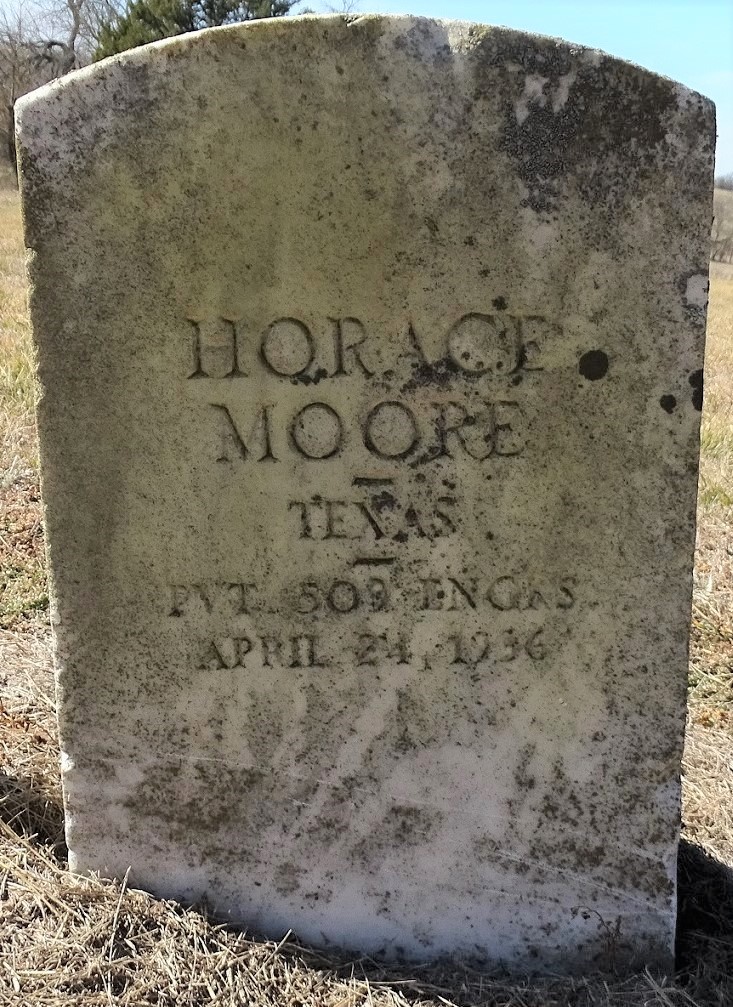 HORACE
MOORE
TEXAS
PVT. 509 ENGRS
APRIL 24, 1936